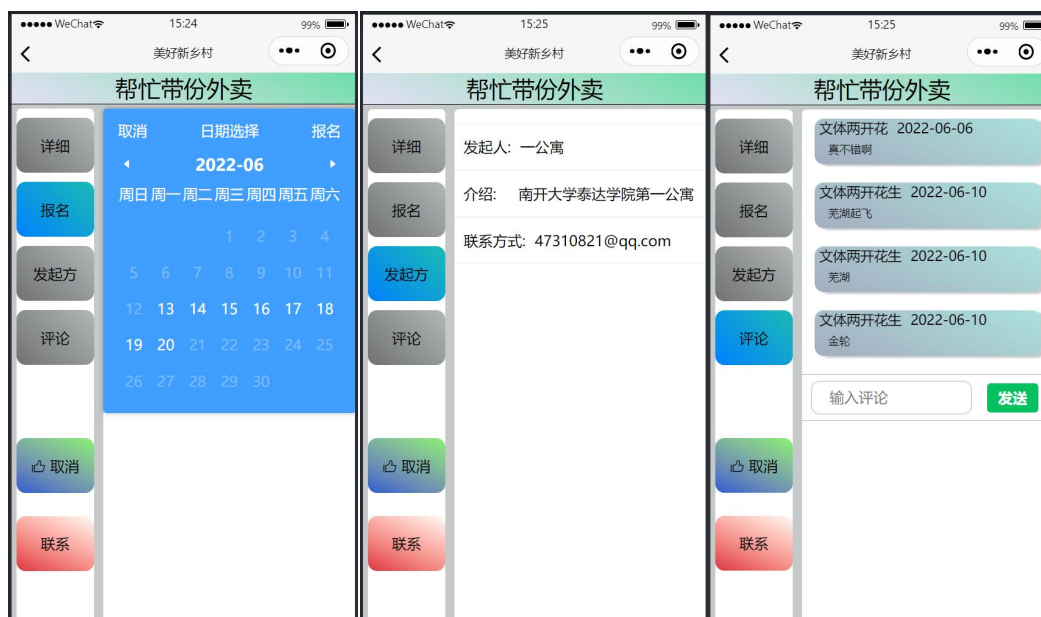 ●●●●● WeChat 15:24 99%
美好新乡村
帮忙带份外卖
详细
报名
发起方
评论
取消
联系
取消 日期选择 报名
2022-06
周日 周一 周二 周三 周四 周五 周六
1 2 3 4
5 6 7 8 9 10 11
12 13 14 15 16 17 18
19 20 21 22 23 24 25
26 27 28 29 30
●●●●● WeChat 15:25 99%
美好新乡村
帮忙带份外卖
详细
报名
发起方
评论
取消
联系
发起人: 一公寓
介绍: 南开大学泰达学院第一公寓
联系方式: 47310821@qq.com
●●●●● WeChat 15:25 99%
美好新乡村
帮忙带份外卖
详细
报名
发起方
评论
取消
联系
文体两开花 2022-06-06
真不错啊
文体两开花生 2022-06-10
芜湖起飞
文体两开花生 2022-06-10
芜湖
文体两开花生 2022-06-10
金轮
输入评论 发送